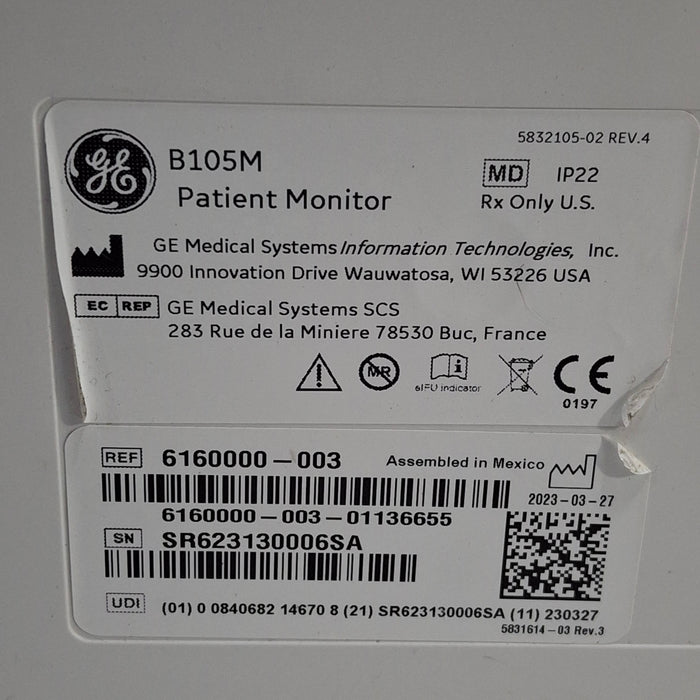 5832105-02 REV.4
GE B105M
Patient Monitor
MD IP22
Rx Only U.S.
GE Medical Systems Information Technologies, Inc.
9900 Innovation Drive Wauwatosa, WI 53226 USA
EC REP GE Medical Systems SCS
283 Rue de la Miniere 78530 Buc, France
MR
eIFU indicator
CE
0197
REF 6160000-003
Assembled in Mexico
2023-03-27
6160000-003-01136655
SN SR623130006SA
UDI (01) 0 0840682 14670 8 (21) SR623130006SA (11) 230327
5831614-03 Rev.3